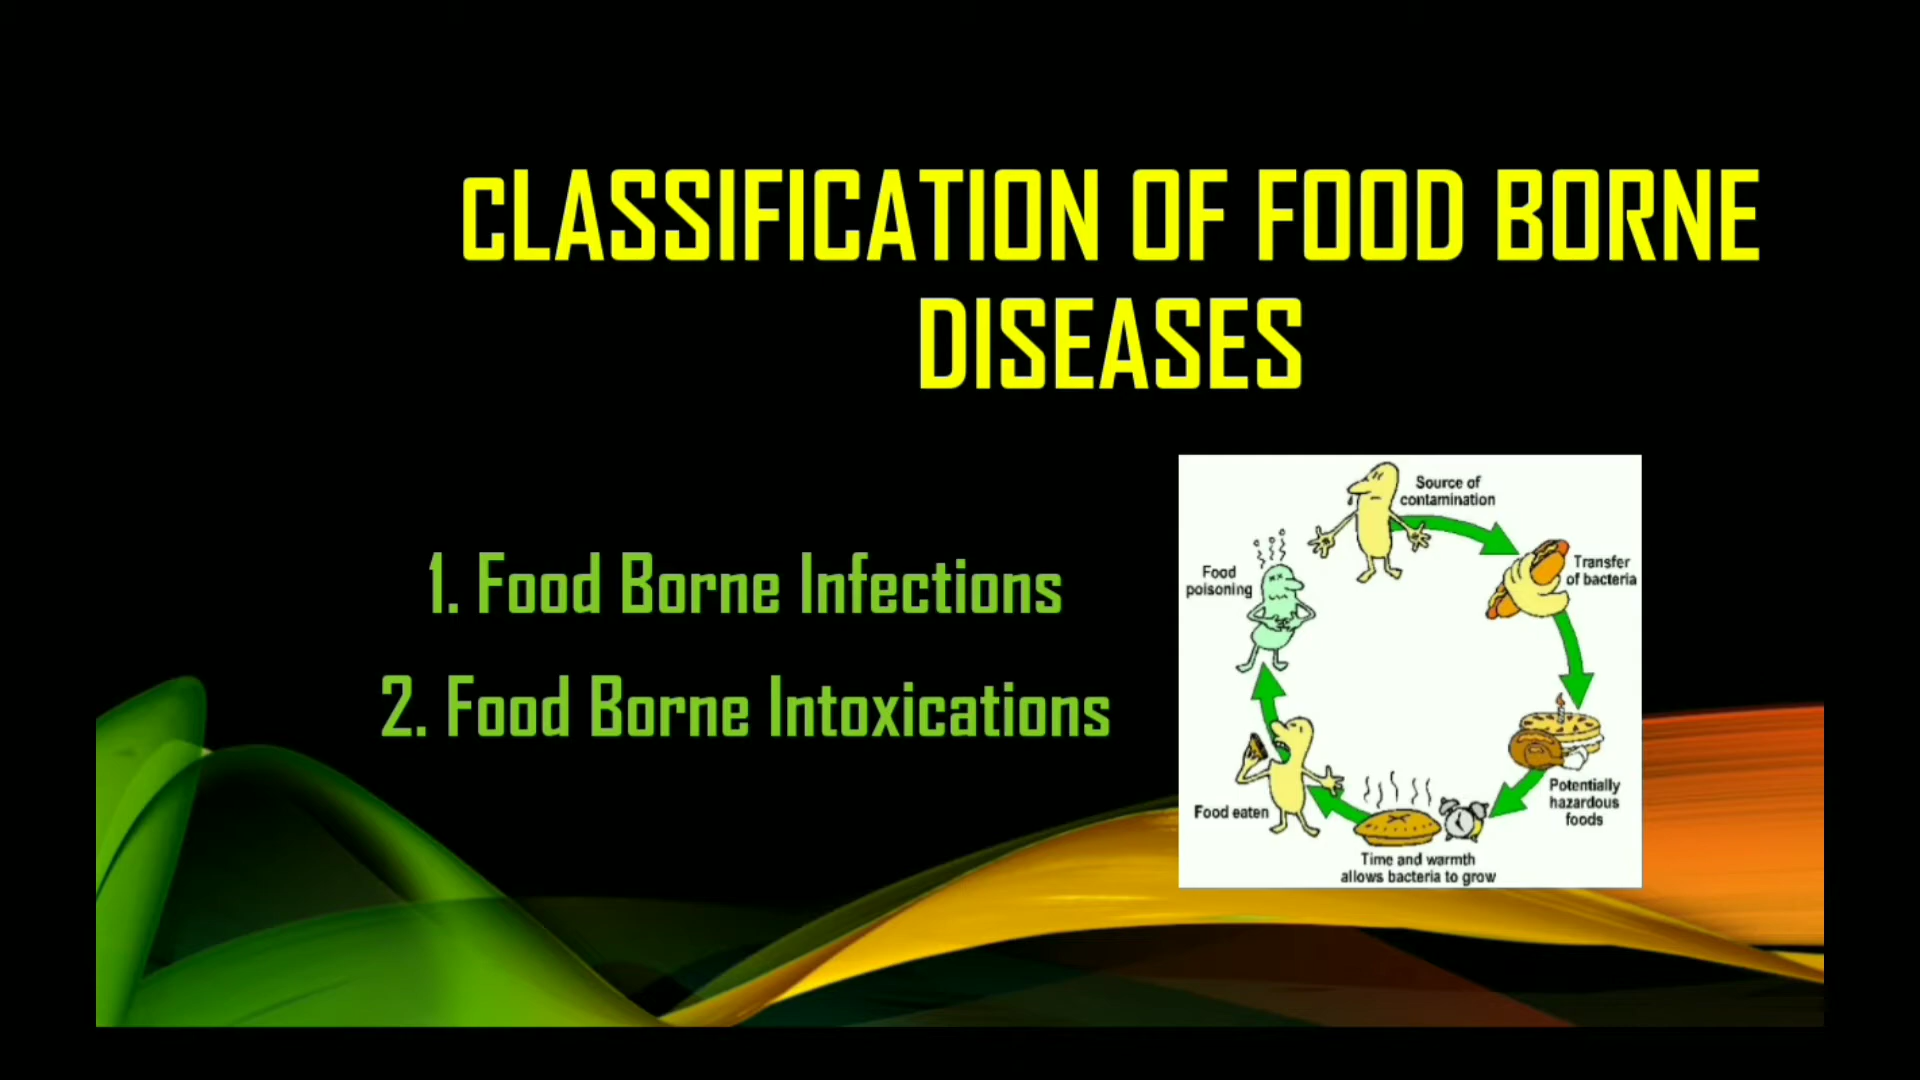 CLASSIFICATION OF FOOD BORNE
DISEASES
1. Food Borne Infections
2. Food Borne Intoxications
Source of
contamination
Transfer
of bacteria
Potentially
hazardous
foods
Time and warmth
allows bacteria to grow
Food eaten
Food
poisoning